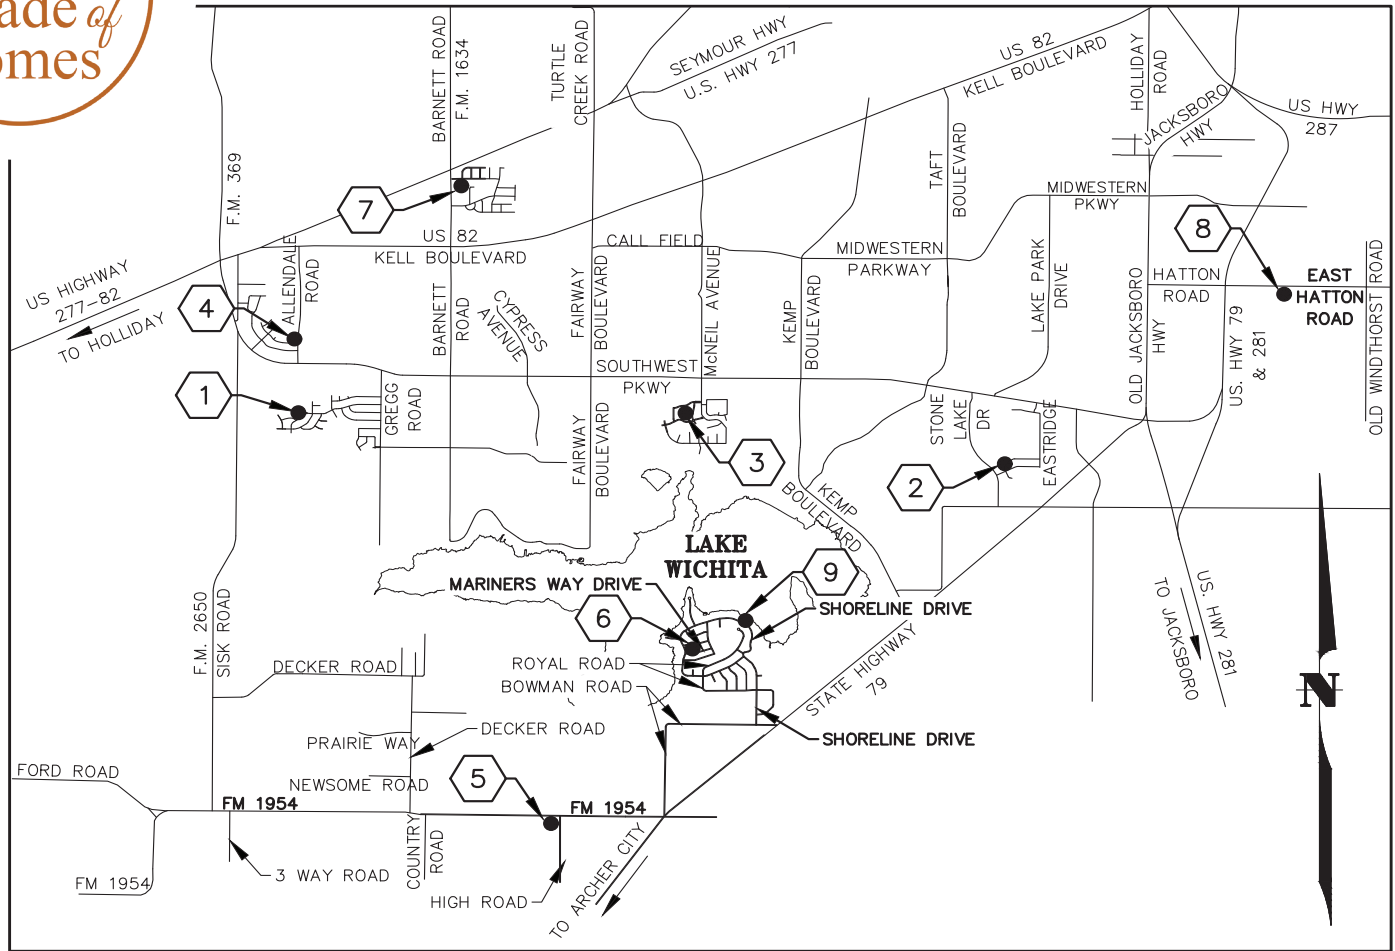 ade of
omes
BARNETT ROAD
F.M. 1634
TURTLE
CREEK ROAD
SEYMOUR HWY
U.S. HWY 277
US 82
KELL BOULEVARD
HOLLIDAY
ROAD
JACKSBORO
HWY
US HWY
287
F.M. 369
7
TAFT
BOULEVARD
MIDWESTERN
PKWY
8
US 82
KELL BOULEVARD
CALL FIELD
MIDWESTERN
PARKWAY
ALLENDALE
ROAD
US HIGHWAY
277-82
TO HOLLIDAY
4
BARNETT
ROAD
CYPRESS
AVENUE
FAIRWAY
BOULEVARD
McNEIL AVENUE
KEMP
BOULEVARD
LAKE PARK
DRIVE
OLD JACKSBORO
HWY
HATTON
ROAD
US. HWY 79
& 281
EAST
HATTON
ROAD
OLD WINDTHORST ROAD
SOUTHWEST
PKWY
1
GREGG
ROAD
FAIRWAY
BOULEVARD
3
STONE
LAKE
DR
EASTRIDGE
2
KEMP
BOULEVARD
LAKE
WICHITA
9
MARINERS WAY DRIVE
6
SHORELINE DRIVE
ROYAL ROAD
BOWMAN ROAD
STATE HIGHWAY
79
TO JACKSBORO
US. HWY 281
F.M. 2650
SISK ROAD
DECKER ROAD
N
DECKER ROAD
PRAIRIE WAY
SHORELINE DRIVE
FORD ROAD
NEWSOME ROAD
5
FM 1954
FM 1954
COUNTRY
ROAD
3 WAY ROAD
FM 1954
HIGH ROAD
TO ARCHER CITY